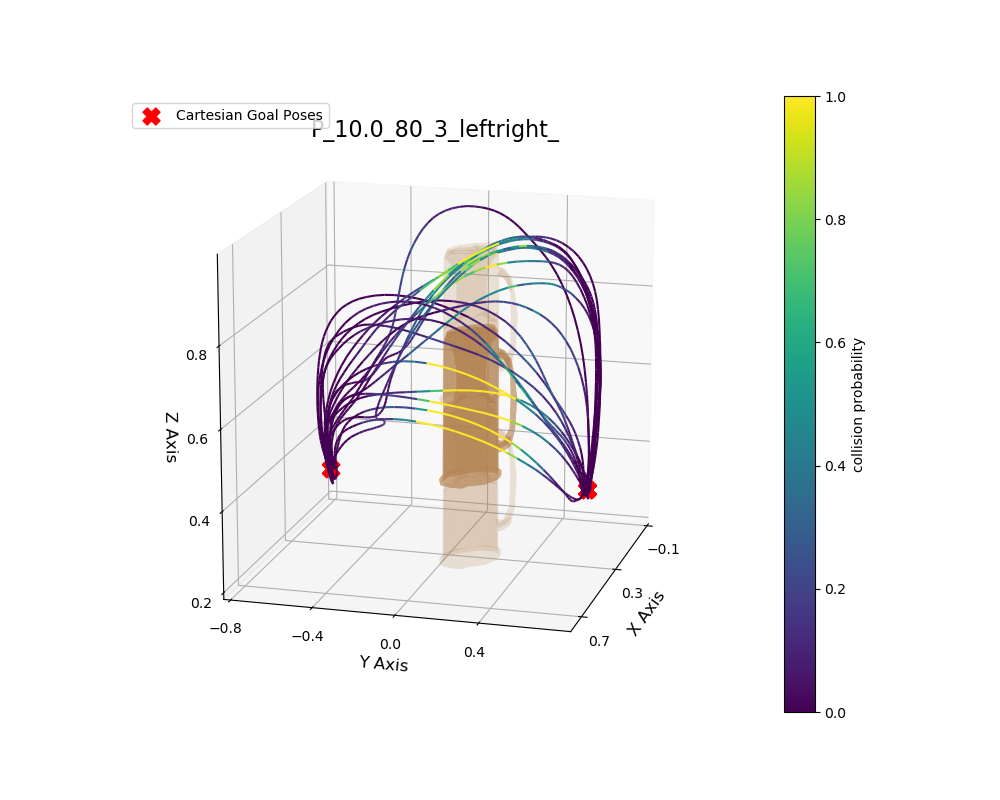 Cartesian Goal Poses
P_10.0_80_3_leftright_
1.0
0.8
0.6
0.4
0.2
0.0
collision probability
0.8
0.6
0.4
0.2
Z Axis
−0.8
−0.4
0.0
0.4
Y Axis
−0.1
0.3
0.7
X Axis